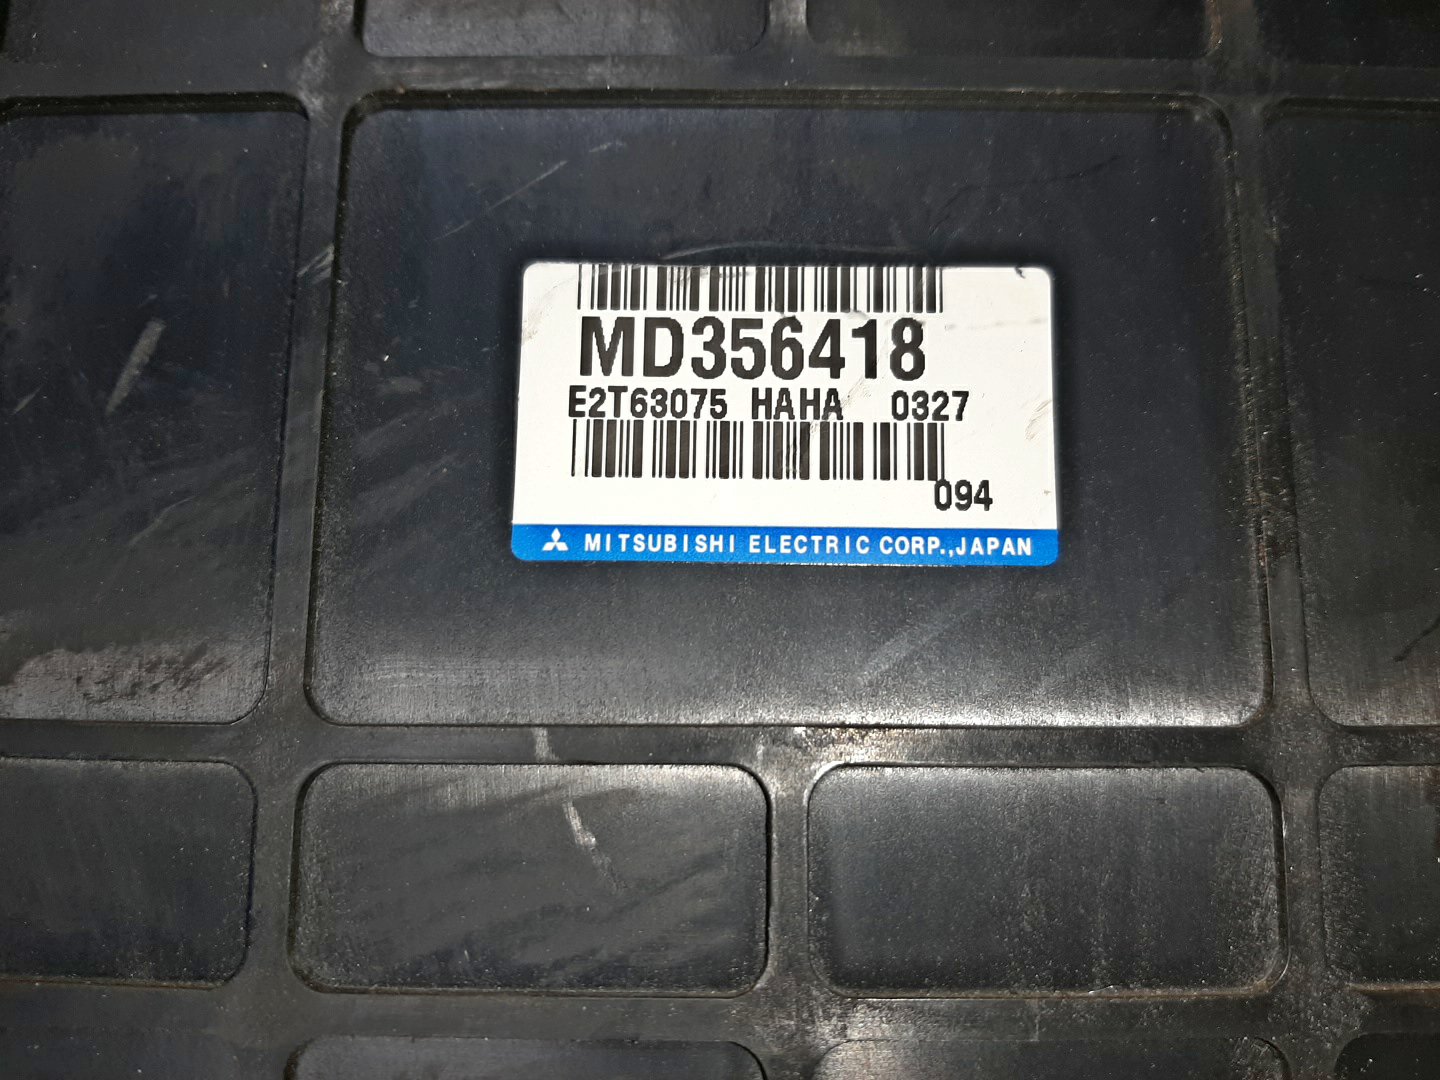 MD356418
E2T63075 HAHA 0327
094
MITSUBISHI ELECTRIC CORP., JAPAN